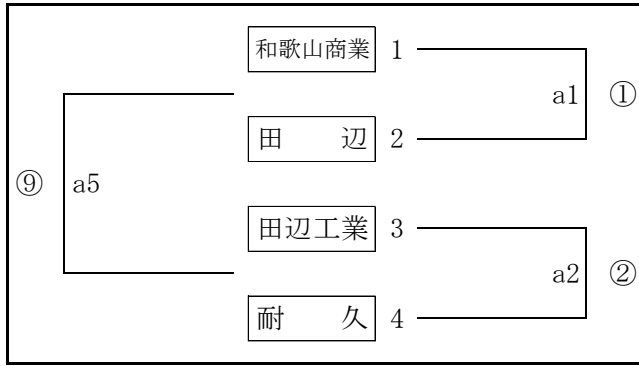 和歌山商業 1
a1 ①
田 辺 2
⑨ a5
田辺工業 3
a2 ②
耐 久 4